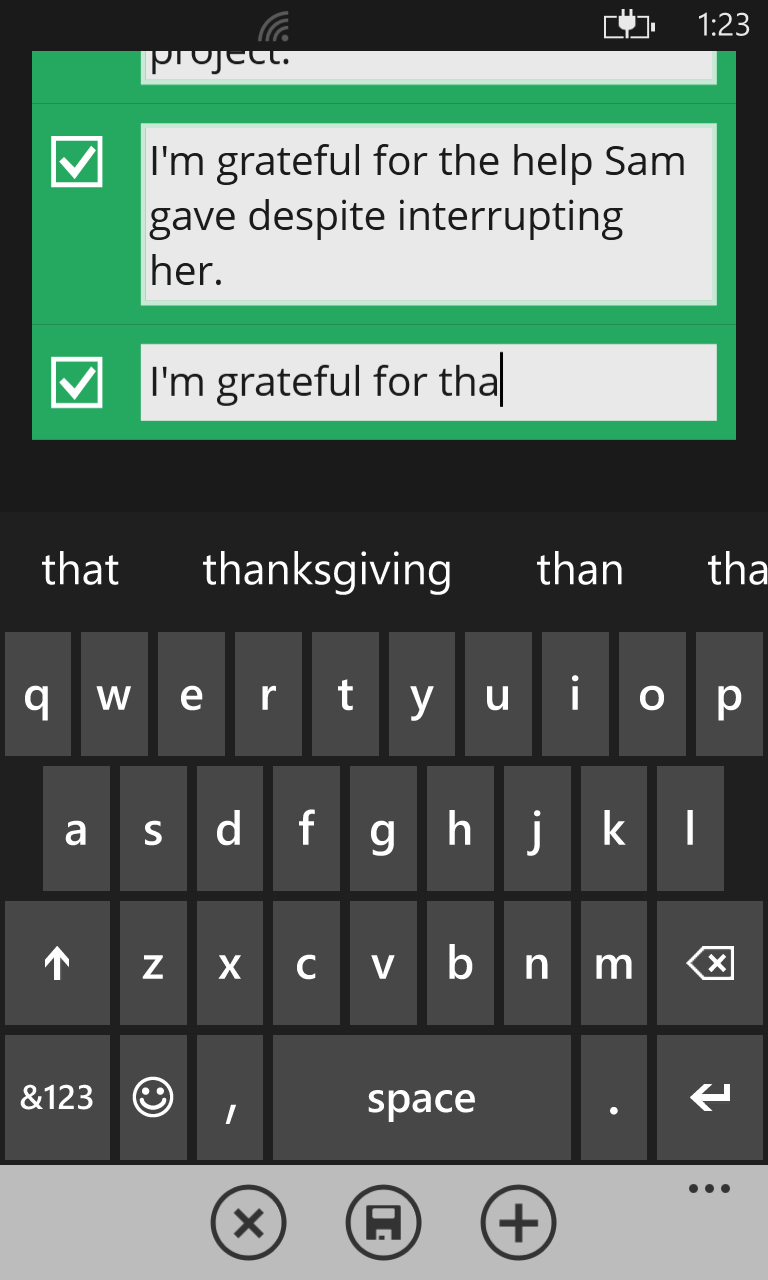 1:23
project.
I'm grateful for the help Sam
gave despite interrupting
her.
I'm grateful for tha
that thanksgiving than tha
q w e r t y u i o p
a s d f g h j k l
z x c v b n m
&123 , space .